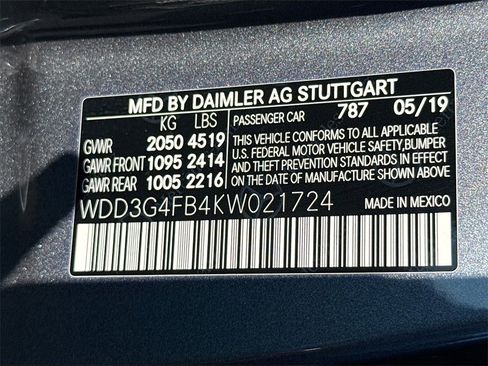 MFD BY DAIMLER AG STUTTGART
KG LBS PASSENGER CAR 787 05/19
GVWR 2050 4519 THIS VEHICLE CONFORMS TO ALL APPLICABLE
GAWR FRONT 1095 2414 U.S. FEDERAL MOTOR VEHICLE SAFETY, BUMPER
GAWR REAR 1005 2216 AND THEFT PREVENTION STANDARDS IN EFFECT
ON THE DATE OF MANUFACTURE SHOWN ABOVE.
WDD3G4FB4KW021724 MADE IN MEXICO